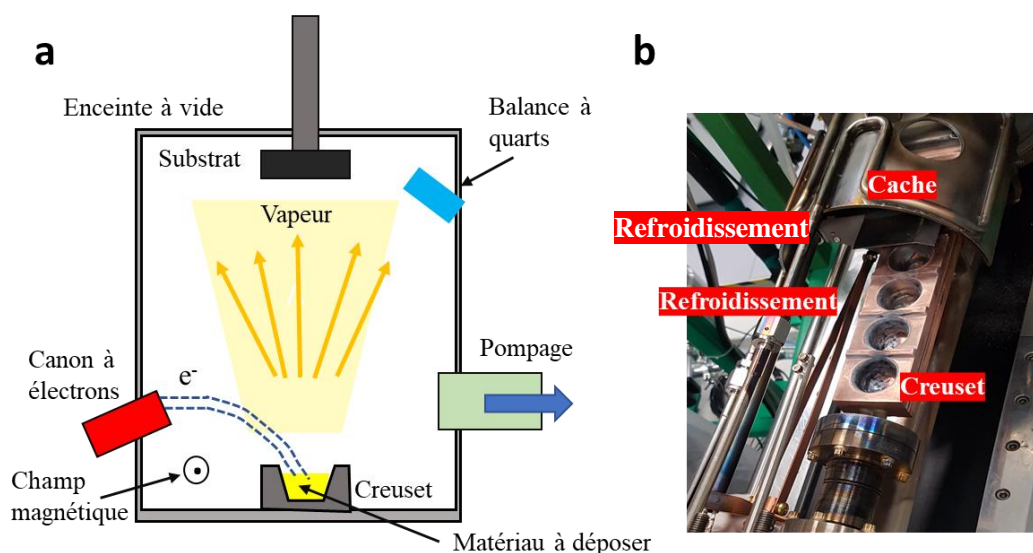 a
Enceinte à vide
Substrat
Balance à
quarts
Vapeur
Canon à
électrons
e-
Pompage
Champ
magnétique
Creuset
Matériau à déposer
b
Cache
Refroidissement
Refroidissement
Creuset